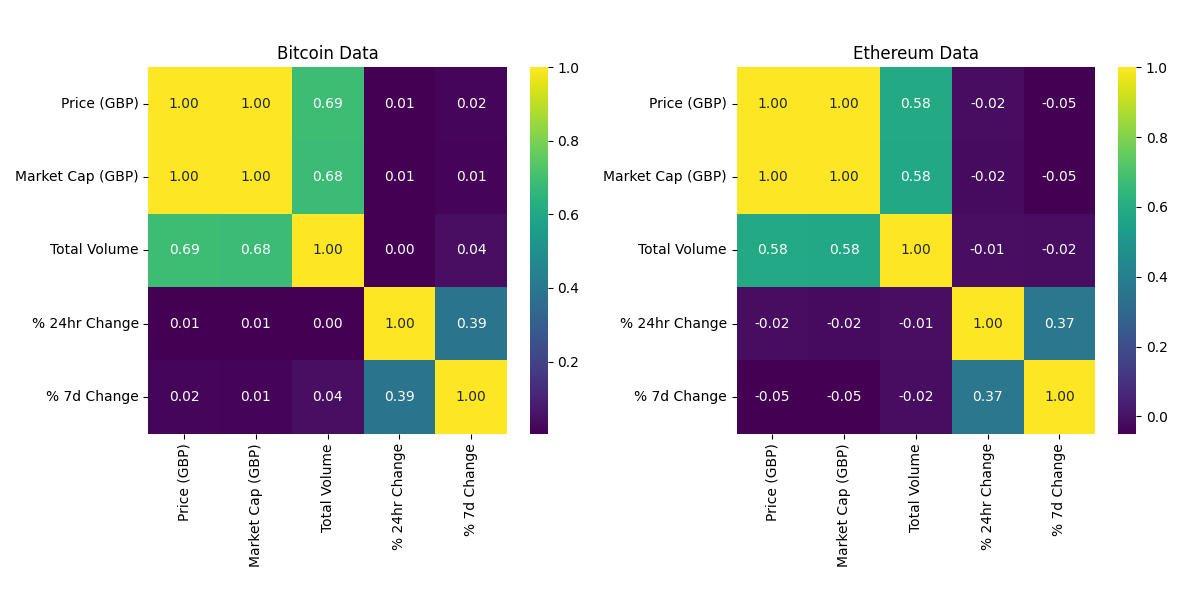 Bitcoin Data
Price (GBP) 1.00 1.00 0.69 0.01 0.02
Market Cap (GBP) 1.00 1.00 0.68 0.01 0.01
Total Volume 0.69 0.68 1.00 0.00 0.04
% 24hr Change 0.01 0.01 0.00 1.00 0.39
% 7d Change 0.02 0.01 0.04 0.39 1.00
Price (GBP)
Market Cap (GBP)
Total Volume
% 24hr Change
% 7d Change
1.0
0.8
0.6
0.4
0.2
Ethereum Data
Price (GBP) 1.00 1.00 0.58 -0.02 -0.05
Market Cap (GBP) 1.00 1.00 0.58 -0.02 -0.05
Total Volume 0.58 0.58 1.00 -0.01 -0.02
% 24hr Change -0.02 -0.02 -0.01 1.00 0.37
% 7d Change -0.05 -0.05 -0.02 0.37 1.00
Price (GBP)
Market Cap (GBP)
Total Volume
% 24hr Change
% 7d Change
1.0
0.8
0.6
0.4
0.2
0.0